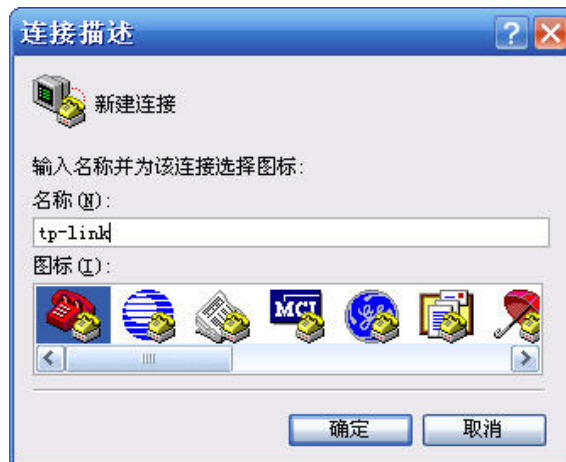 连接描述
新建连接
输入名称并为该连接选择图标:
名称(N):
tp-link
图标(I):
MCI
确定
取消